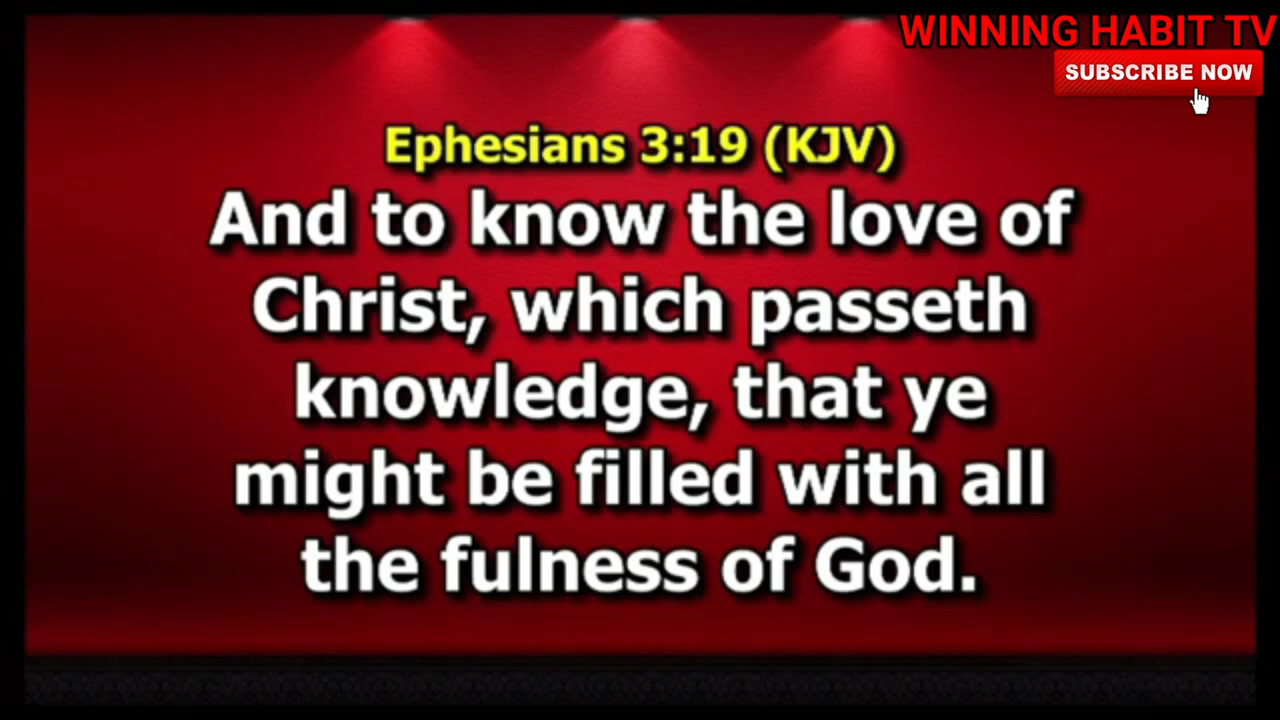 WINNING HABIT TV
SUBSCRIBE NOW
Ephesians 3:19 (KJV)
And to know the love of
Christ, which passeth
knowledge, that ye
might be filled with all
the fulness of God.